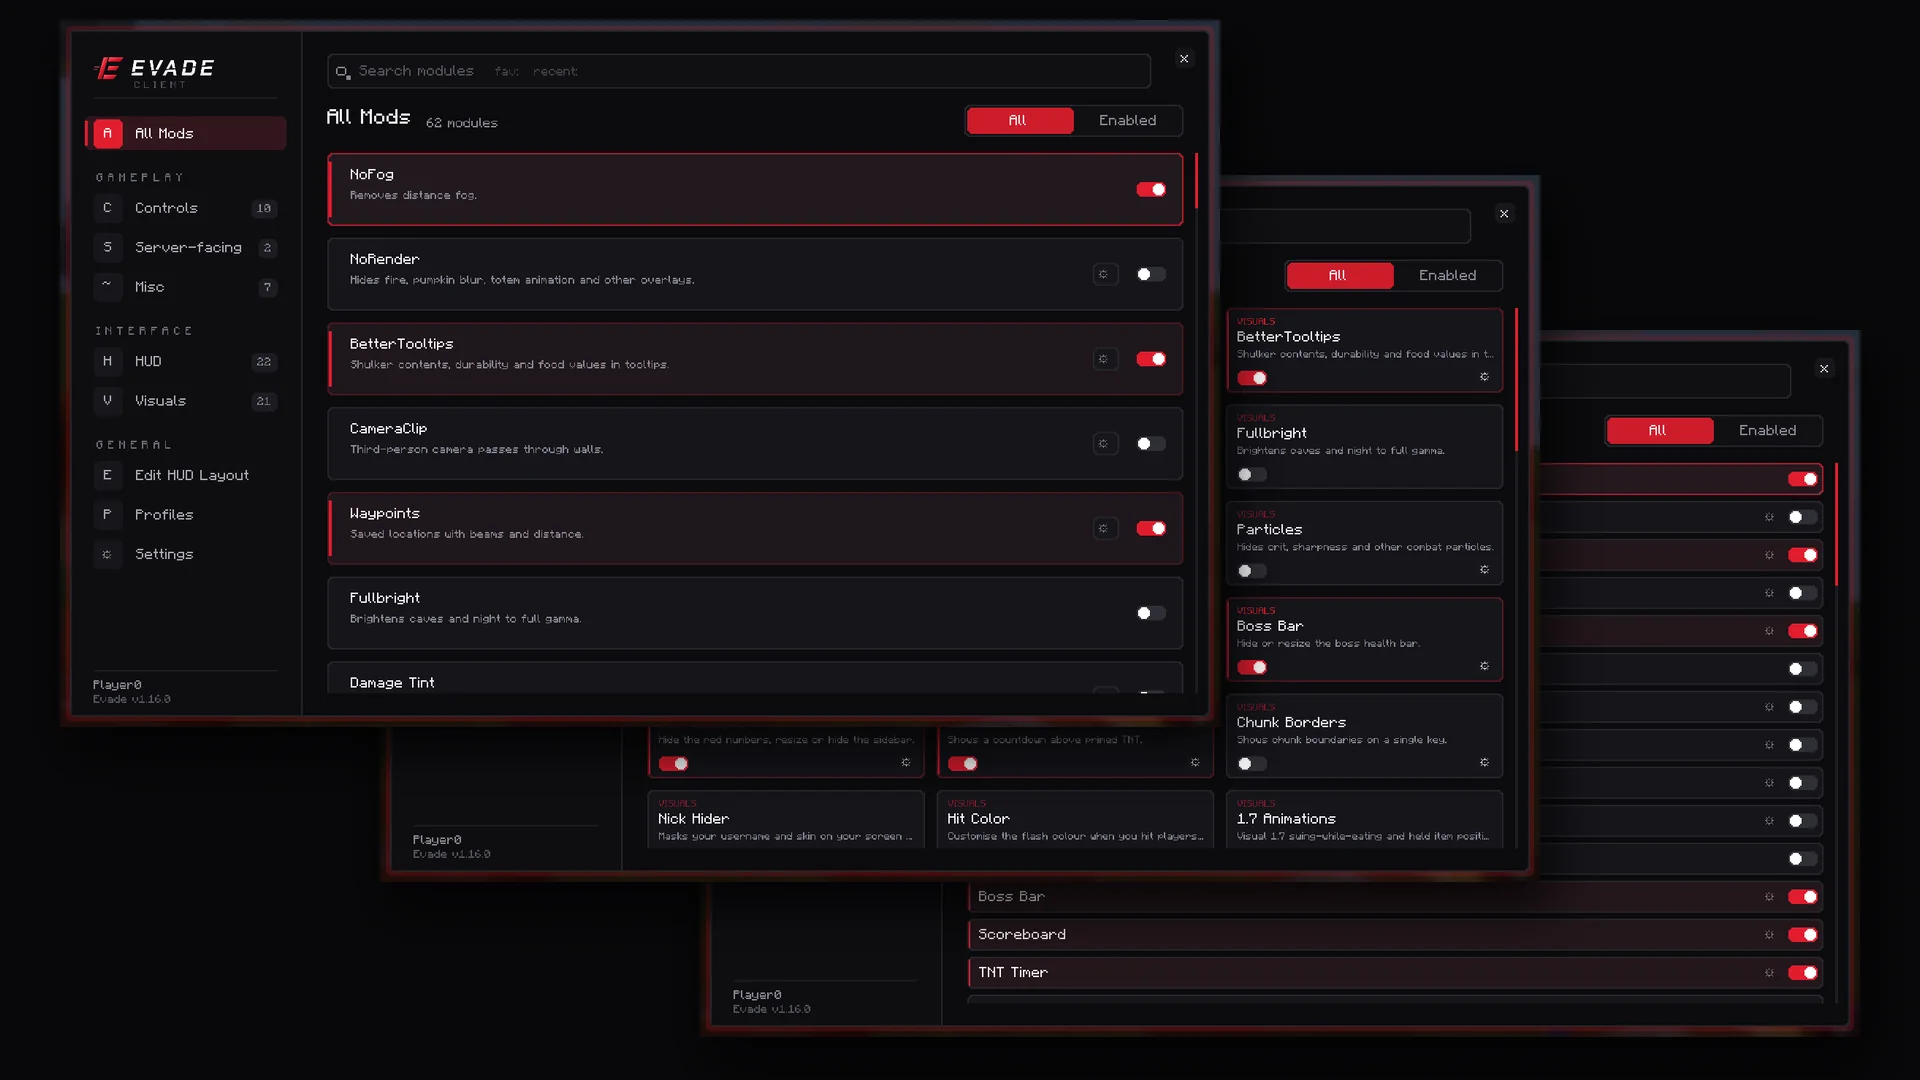 EVADE
CLIENT
Search modules fav: recent:
All Mods 62 modules
All Enabled
A All Mods
GAMEPLAY
C Controls 10
S Server-facing 2
~ Misc 7
INTERFACE
H HUD 22
V Visuals 21
GENERAL
E Edit HUD Layout
P Profiles
Settings
Player0
Evade v1.16.0
NoFog
Removes distance fog.
NoRender
Hides fire, pumpkin blur, totem animation and other overlays.
BetterTooltips
Shulker contents, durability and food values in tooltips.
CameraClip
Third-person camera passes through walls.
Waypoints
Saved locations with beams and distance.
Fullbright
Brightens caves and night to full gamma.
Damage Tint
All Enabled
VISUALS
BetterTooltips
Shulker contents, durability and food values in t...
VISUALS
Fullbright
Brightens caves and night to full gamma.
VISUALS
Particles
Hides crit, sharpness and other combat particles.
VISUALS
Boss Bar
Hide or resize the boss health bar.
Hide the red numbers, resize or hide the sidebar.
Shows a countdown above primed TNT.
VISUALS
Chunk Borders
Shows chunk boundaries on a single key.
VISUALS
Nick Hider
Masks your username and skin on your screen ...
VISUALS
Hit Color
Customise the flash colour when you hit players...
VISUALS
1.7 Animations
Visual 1.7 swing-while-eating and held item positi...
Player0
Evade v1.16.0
All Enabled
Boss Bar
Scoreboard
TNT Timer
Player0
Evade v1.16.0